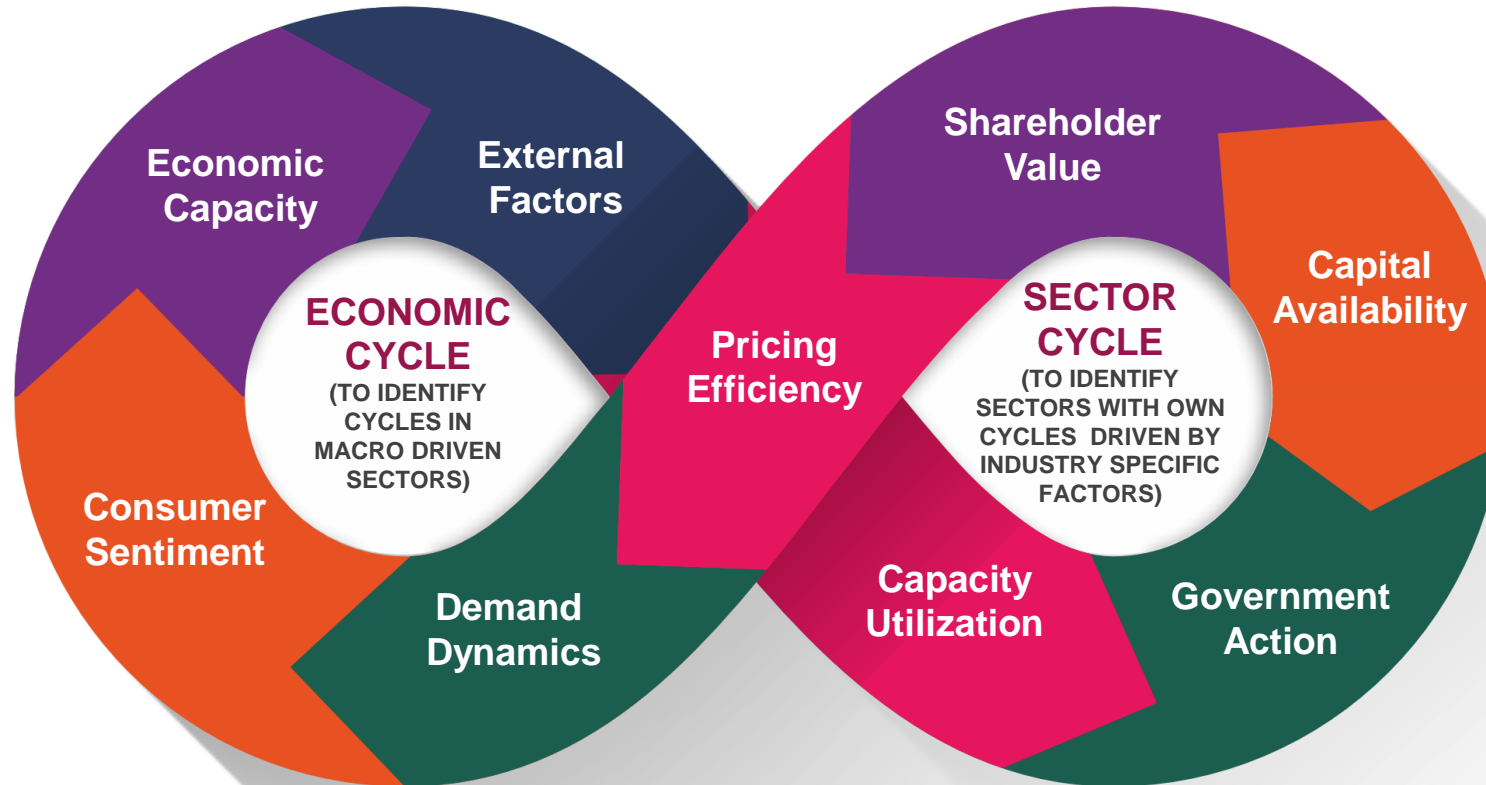 Economic
Capacity
External
Factors
ECONOMIC
CYCLE
(TO IDENTIFY
CYCLES IN
MACRO DRIVEN
SECTORS)
Consumer
Sentiment
Demand
Dynamics
Pricing
Efficiency
Shareholder
Value
Capital
Availability
SECTOR
CYCLE
(TO IDENTIFY
SECTORS WITH OWN
CYCLES DRIVEN BY
INDUSTRY SPECIFIC
FACTORS)
Capacity
Utilization
Government
Action